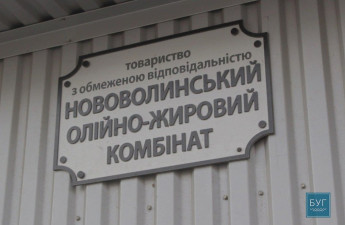 товариство
з обмеженою відповідальністю
НОВОВОЛИНСЬКИЙ
ОЛІЙНО-ЖИРОВИЙ
КОМБІНАТ
БУГ